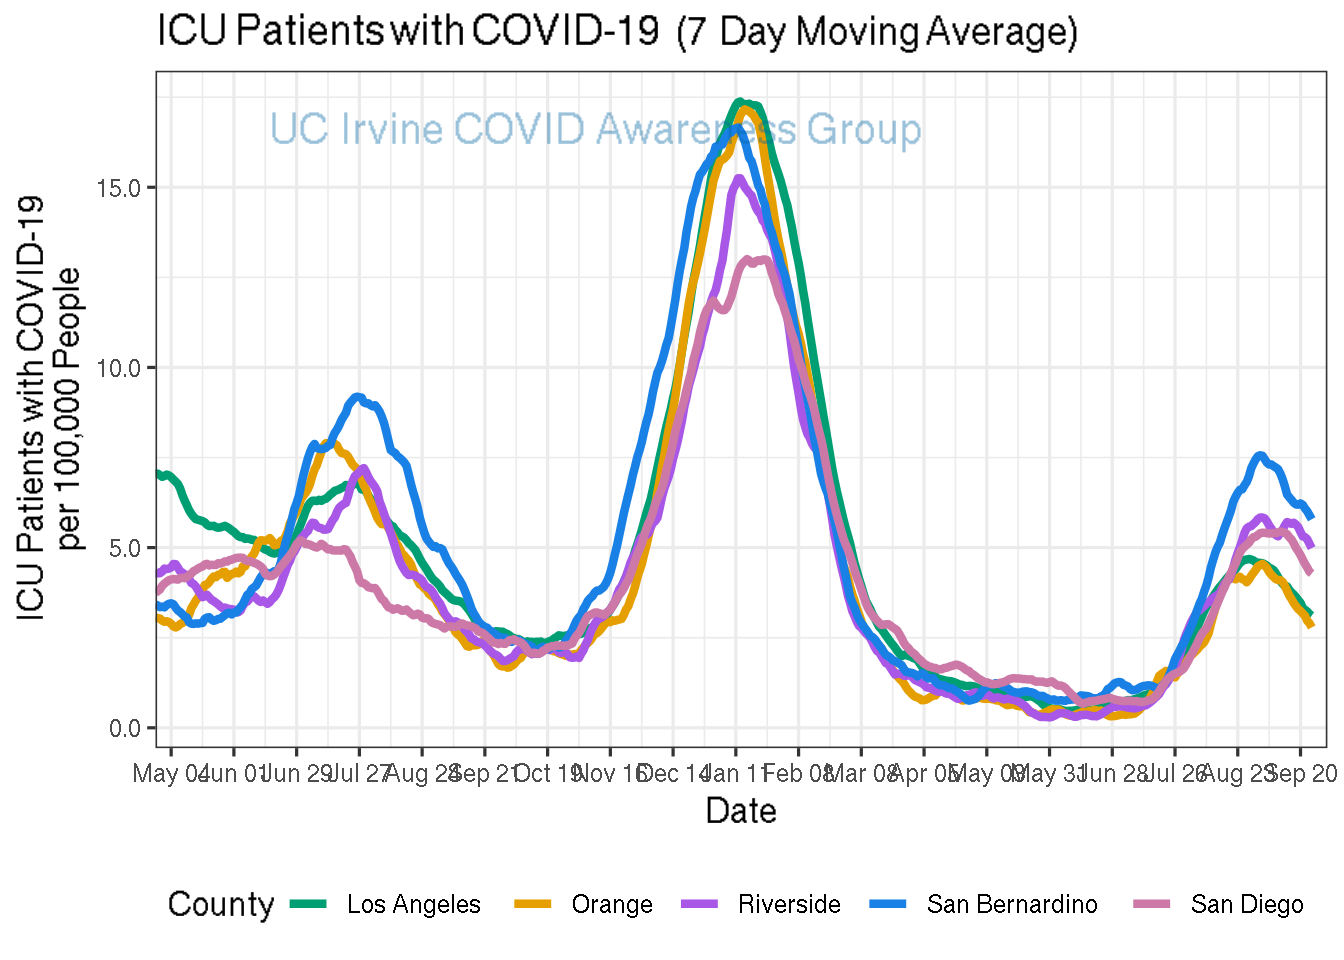 ICU Patients with COVID-19 (7 Day Moving Average)
UC Irvine COVID Awareness Group
ICU Patients with COVID-19
per 100,000 People
15.0
10.0
5.0
0.0
May 04 Jun 01 Jun 29 Jul 27 Aug 24 Sep 21 Oct 19 Nov 16 Dec 14 Jan 11 Feb 08 Mar 08 Apr 05 May 03 May 31 Jun 28 Jul 26 Aug 23 Sep 20
Date
County Los Angeles Orange Riverside San Bernardino San Diego